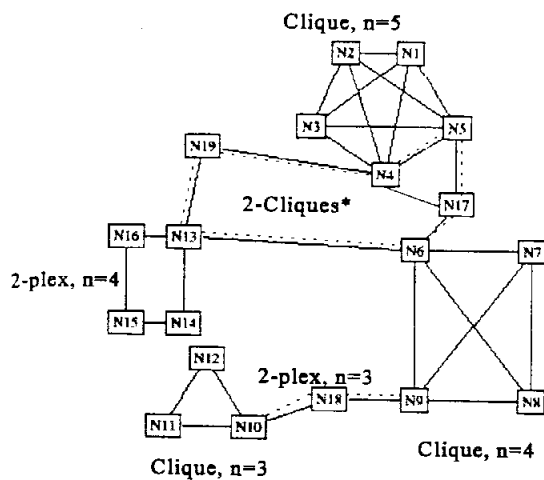 Clique, n=5
N2 N1
N3 N5
N19 N4
2-Cliques*
N17
N16 N13 N6 N7
2-plex, n=4
N15 N14
N12
2-plex, n=3
N18 N9 N8
N11 N10
Clique, n=4
Clique, n=3